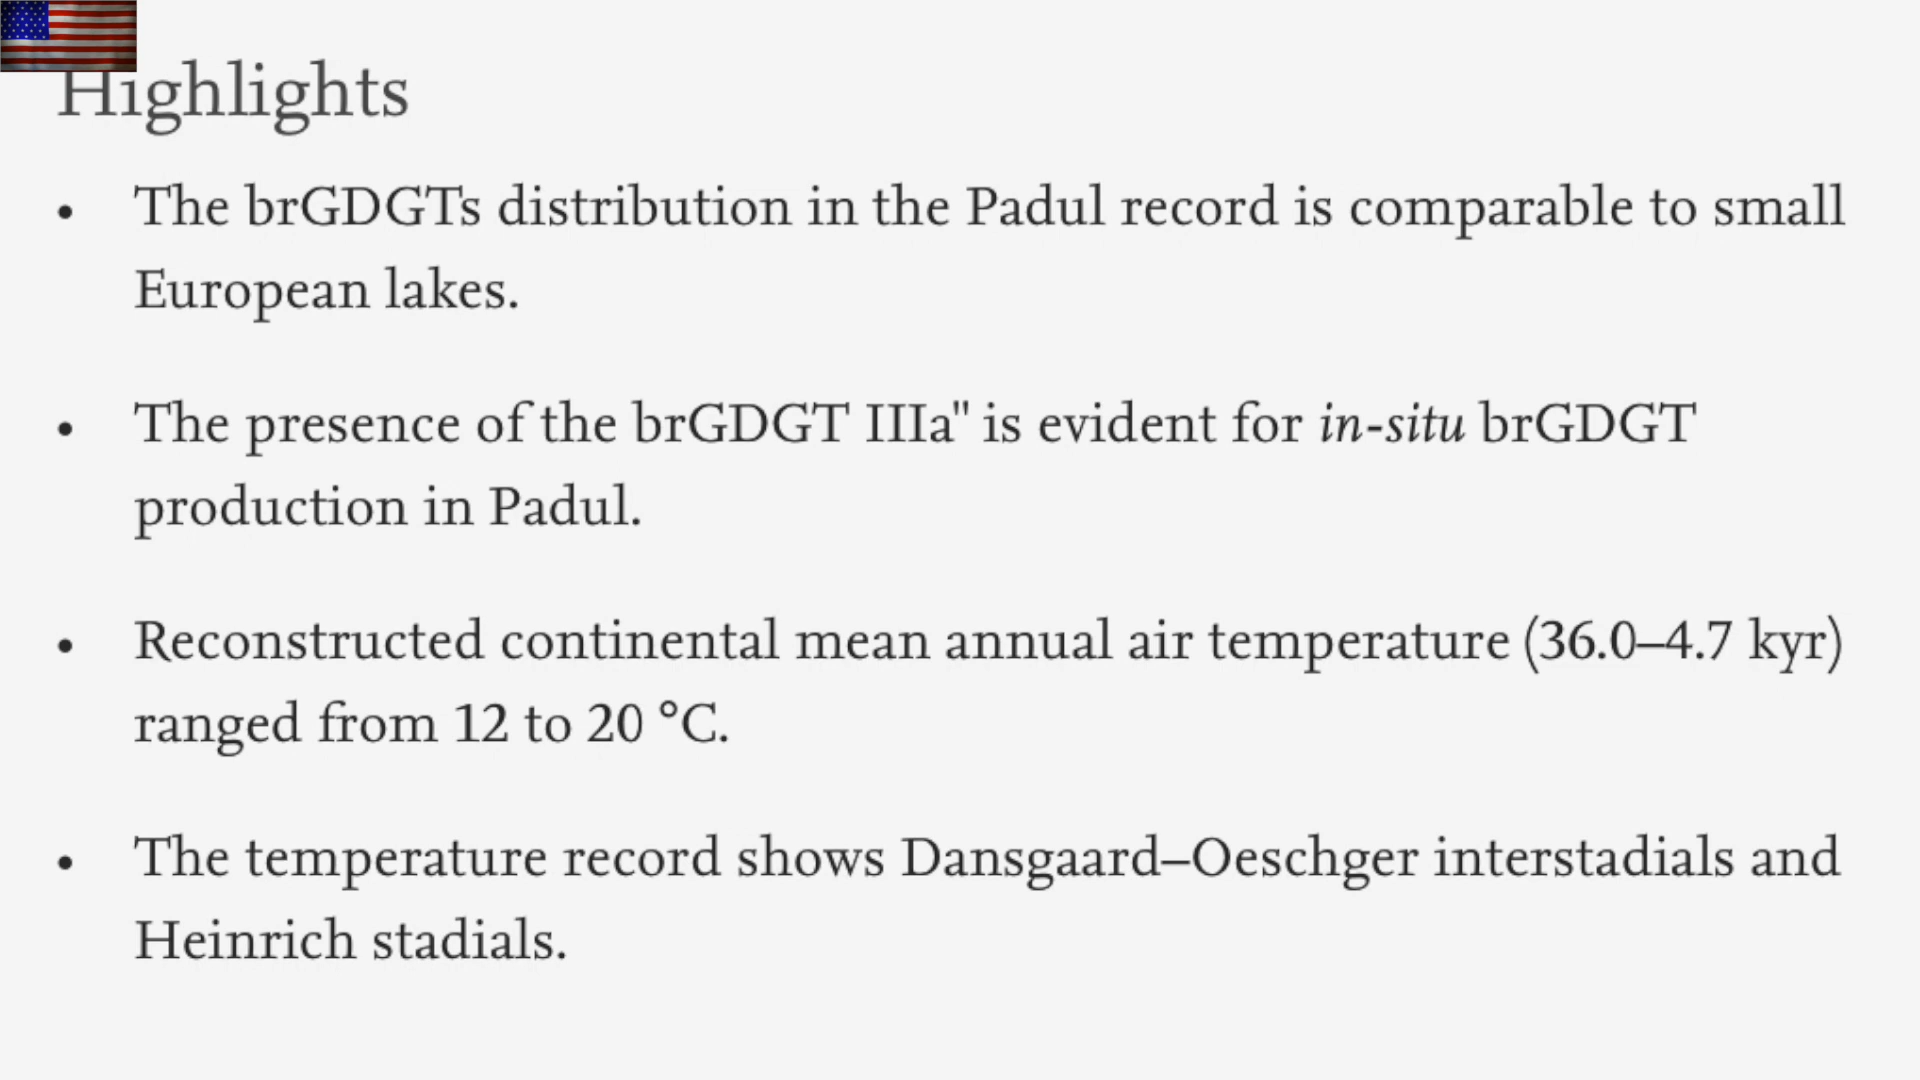 Highlights
• The brGDGTs distribution in the Padul record is comparable to small
European lakes.
• The presence of the brGDGT IIIa" is evident for in-situ brGDGT
production in Padul.
• Reconstructed continental mean annual air temperature (36.0–4.7 kyr)
ranged from 12 to 20 °C.
• The temperature record shows Dansgaard–Oeschger interstadials and
Heinrich stadials.